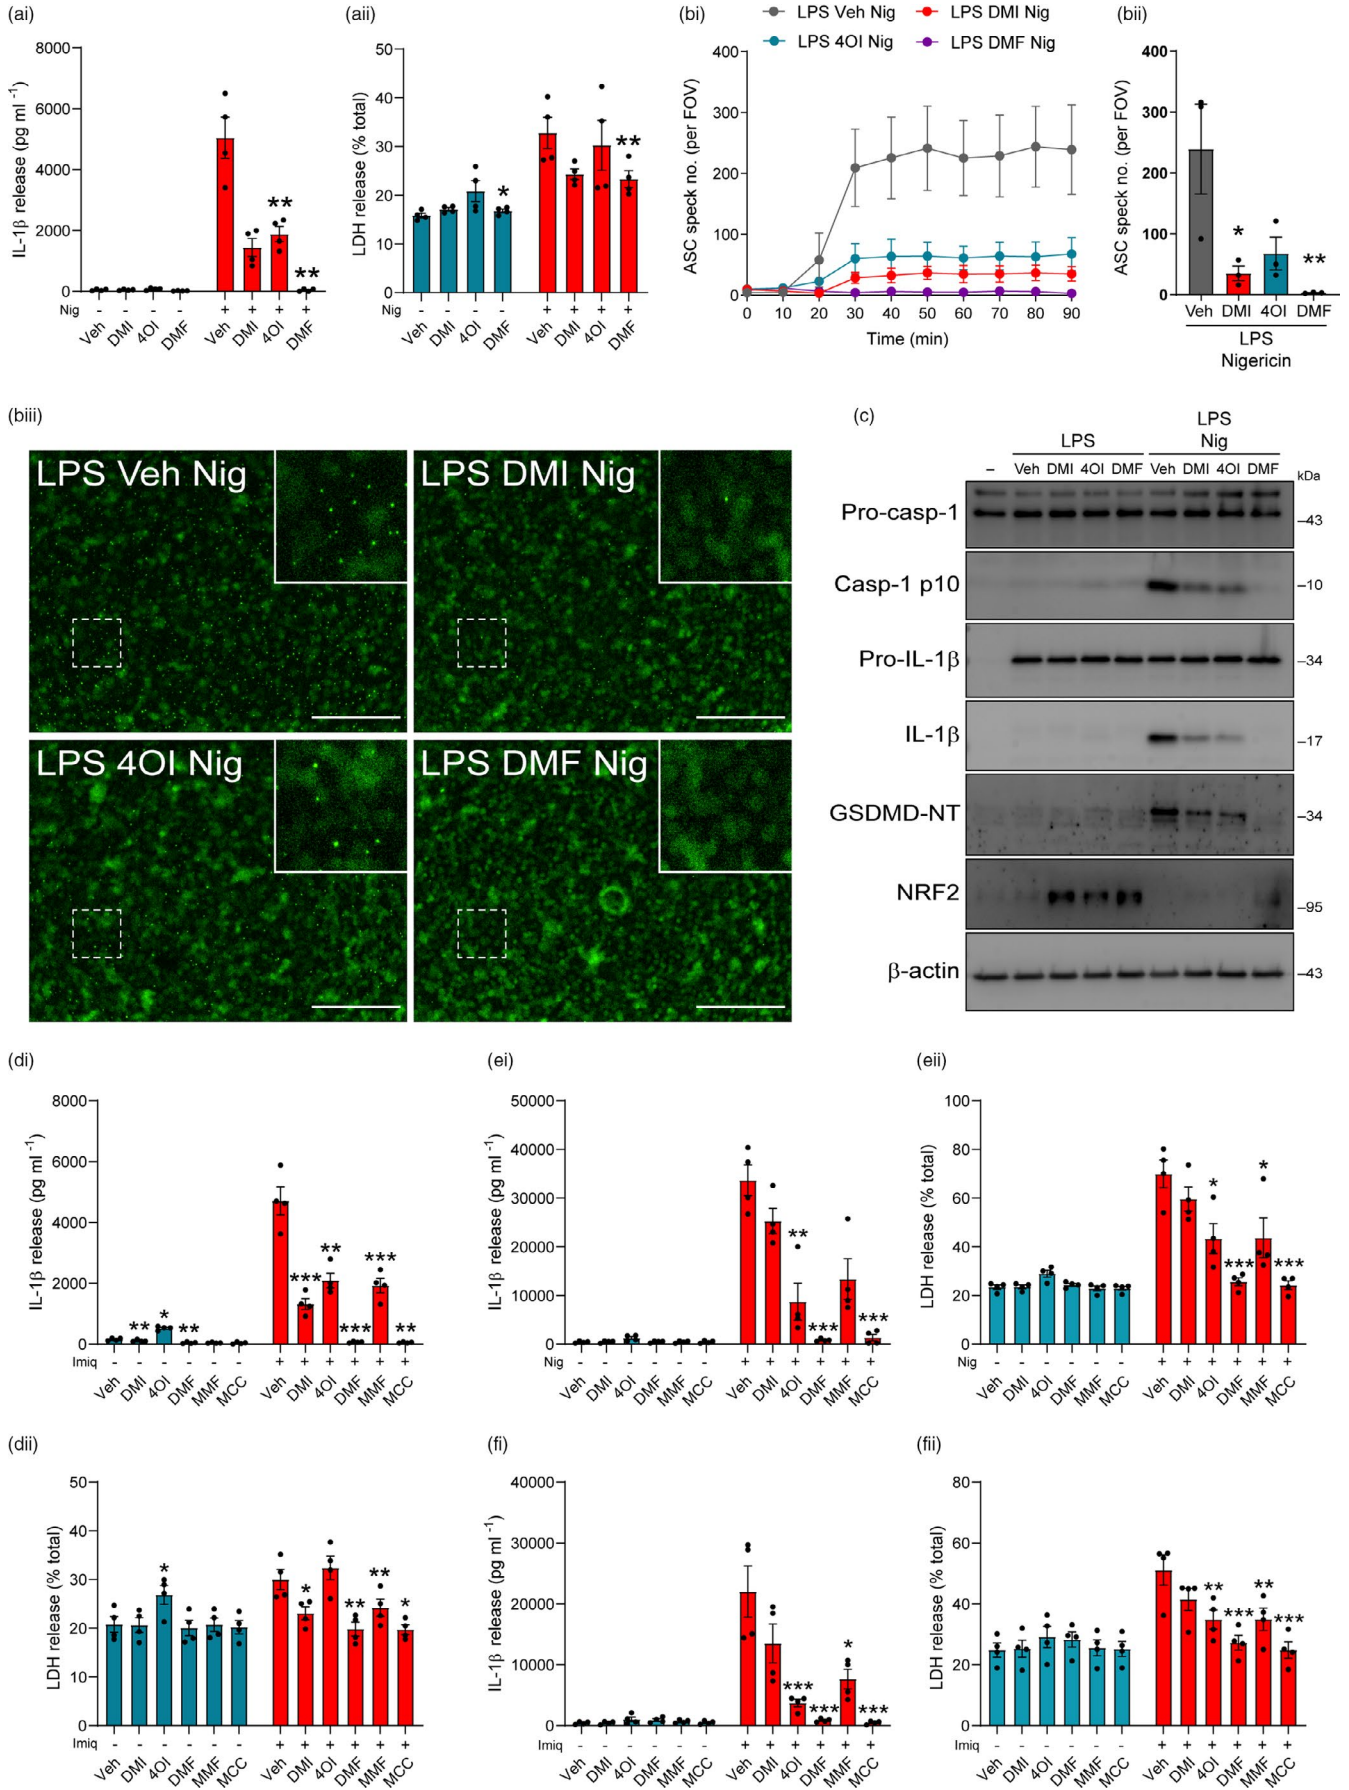 (ai)
8000
6000
4000
2000
0
IL-1β release (pg ml -1)
** **
Nig - - - - + + + +
Veh DMI 4OI DMF Veh DMI 4OI DMF
(aii)
50
40
30
20
10
0
LDH release (% total)
* **
- - - - + + + +
Veh DMI 4OI DMF Veh DMI 4OI DMF
(bi)
LPS Veh Nig LPS DMI Nig
LPS 4OI Nig LPS DMF Nig
400
300
200
100
0
ASC speck no. (per FOV)
0 10 20 30 40 50 60 70 80 90
Time (min)
(bii)
400
300
200
100
0
ASC speck no. (per FOV)
* **
Veh DMI 4OI DMF
LPS
Nigericin
(biii)
LPS Veh Nig
LPS DMI Nig
LPS 4OI Nig
LPS DMF Nig
(c)
LPS
LPS
Nig
– Veh DMI 4OI DMF Veh DMI 4OI DMF
kDa
Pro-casp-1 –43
Casp-1 p10 –10
Pro-IL-1β –34
IL-1β –17
GSDMD-NT –34
NRF2 –95
β-actin –43
(di)
8000
6000
4000
2000
0
IL-1β release (pg ml -1)
** * ** *** ** *** *** **
Imiq - - - - - - + + + + + +
Veh DMI 4OI DMF MMF MCC Veh DMI 4OI DMF MMF MCC
(ei)
50000
40000
30000
20000
10000
0
IL-1β release (pg ml -1)
** *** ***
Nig - - - - - - + + + + + +
Veh DMI 4OI DMF MMF MCC Veh DMI 4OI DMF MMF MCC
(eii)
100
80
60
40
20
0
LDH release (% total)
* *** * ***
Nig - - - - - - + + + + + +
Veh DMI 4OI DMF MMF MCC Veh DMI 4OI DMF MMF MCC
(dii)
50
40
30
20
10
0
LDH release (% total)
* * ** ** *
Imiq - - - - - - + + + + + +
Veh DMI 4OI DMF MMF MCC Veh DMI 4OI DMF MMF MCC
(fi)
40000
30000
20000
10000
0
IL-1β release (pg ml -1)
*** *** * ***
Imiq - - - - - - + + + + + +
Veh DMI 4OI DMF MMF MCC Veh DMI 4OI DMF MMF MCC
(fii)
80
60
40
20
0
LDH release (% total)
** *** ** ***
Imiq - - - - - - + + + + + +
Veh DMI 4OI DMF MMF MCC Veh DMI 4OI DMF MMF MCC